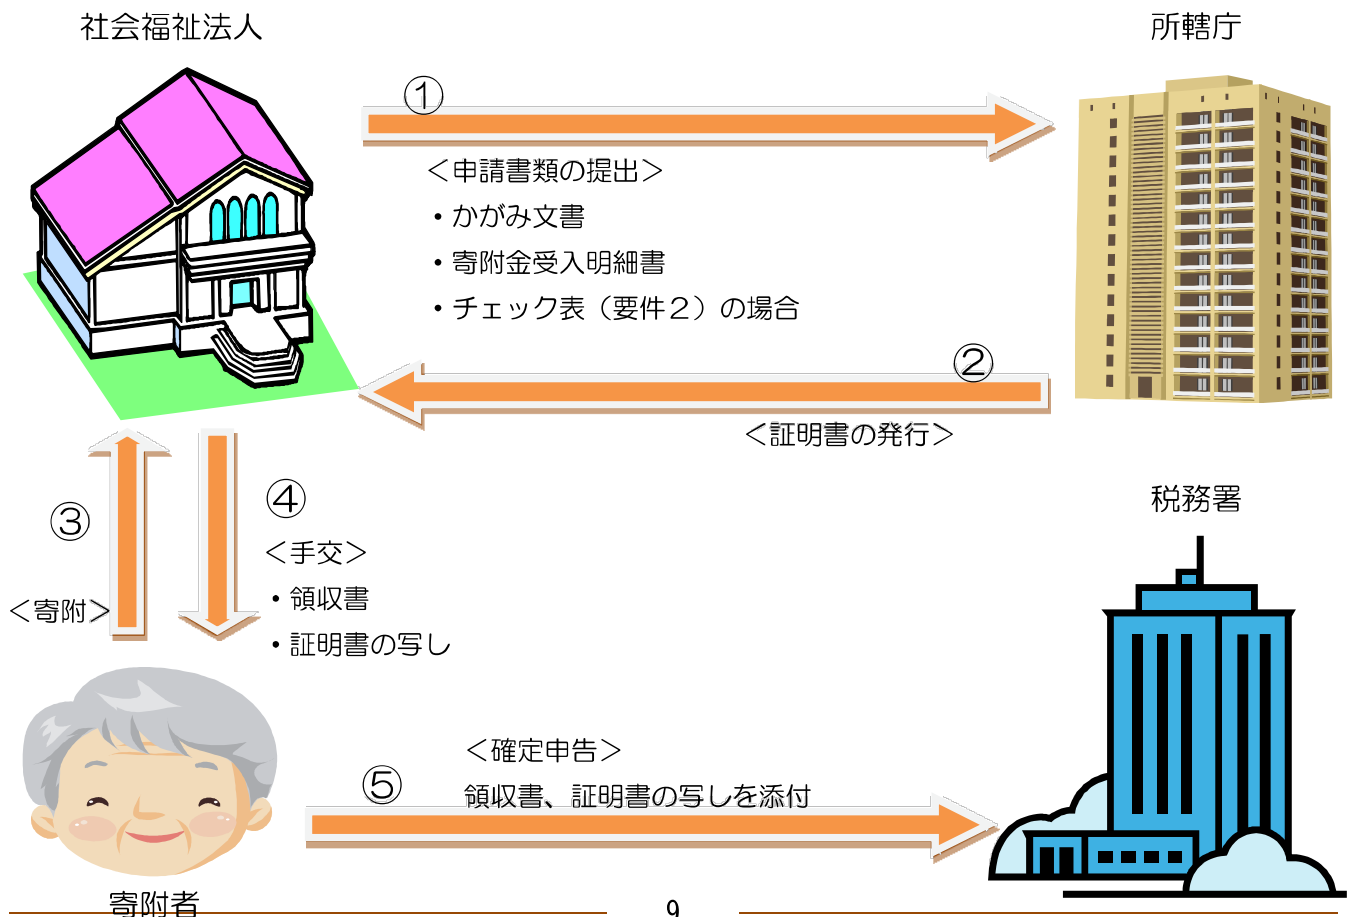 社会福祉法人
所轄庁
①
＜申請書類の提出＞
・かがみ文書
・寄附金受入明細書
・チェック表（要件２）の場合
②
＜証明書の発行＞
③
＜寄附＞
④
＜手交＞
・領収書
・証明書の写し
税務署
⑤
＜確定申告＞
領収書、証明書の写しを添付
寄附者
9